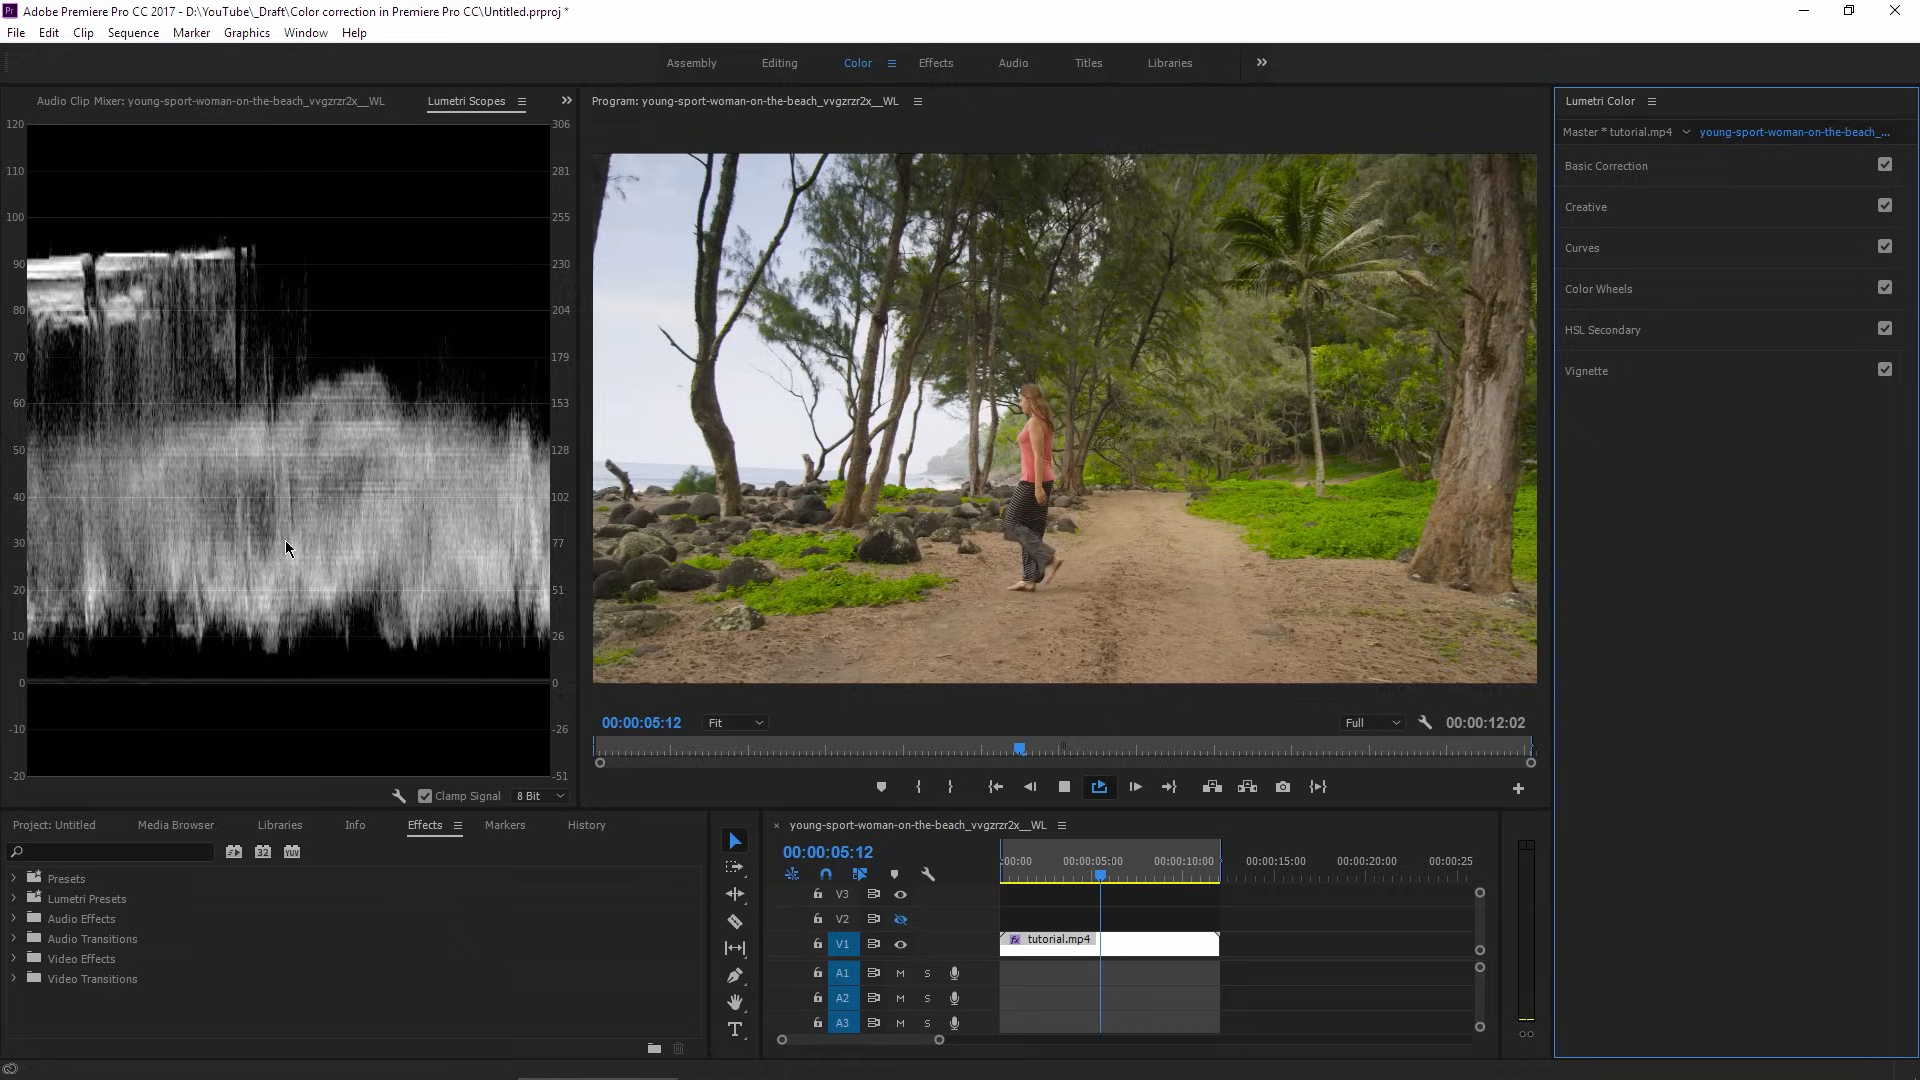 Adobe Premiere Pro CC 2017 - D:\YouTube\_Draft\Color correction in Premiere Pro CC\Untitled.prproj *
File Edit Clip Sequence Marker Graphics Window Help
Assembly Editing Color Effects Audio Titles Libraries
Audio Clip Mixer: young-sport-woman-on-the-beach_vvgzrzr2x__WL Lumetri Scopes
Program: young-sport-woman-on-the-beach_vvgzrzr2x__WL
Lumetri Color
Master * tutorial.mp4 young-sport-woman-on-the-beach_...
Basic Correction
Creative
Curves
Color Wheels
HSL Secondary
Vignette
120 306
110 281
100 255
90 230
80 204
70 179
60 153
50 128
40 102
30 77
20 51
10 26
0 0
-10 -26
-20 -51
Clamp Signal 8 Bit
00:00:05:12 Fit Full 00:00:12:02
Project: Untitled Media Browser Libraries Info Effects Markers History
32 YUV
Presets
Lumetri Presets
Audio Effects
Audio Transitions
Video Effects
Video Transitions
× young-sport-woman-on-the-beach_vvgzrzr2x__WL
00:00:05:12
:00:00 00:00:05:00 00:00:10:00 00:00:15:00 00:00:20:00 00:00:25
V3
V2
V1 fx tutorial.mp4
A1 M S
A2 M S
A3 M S
T